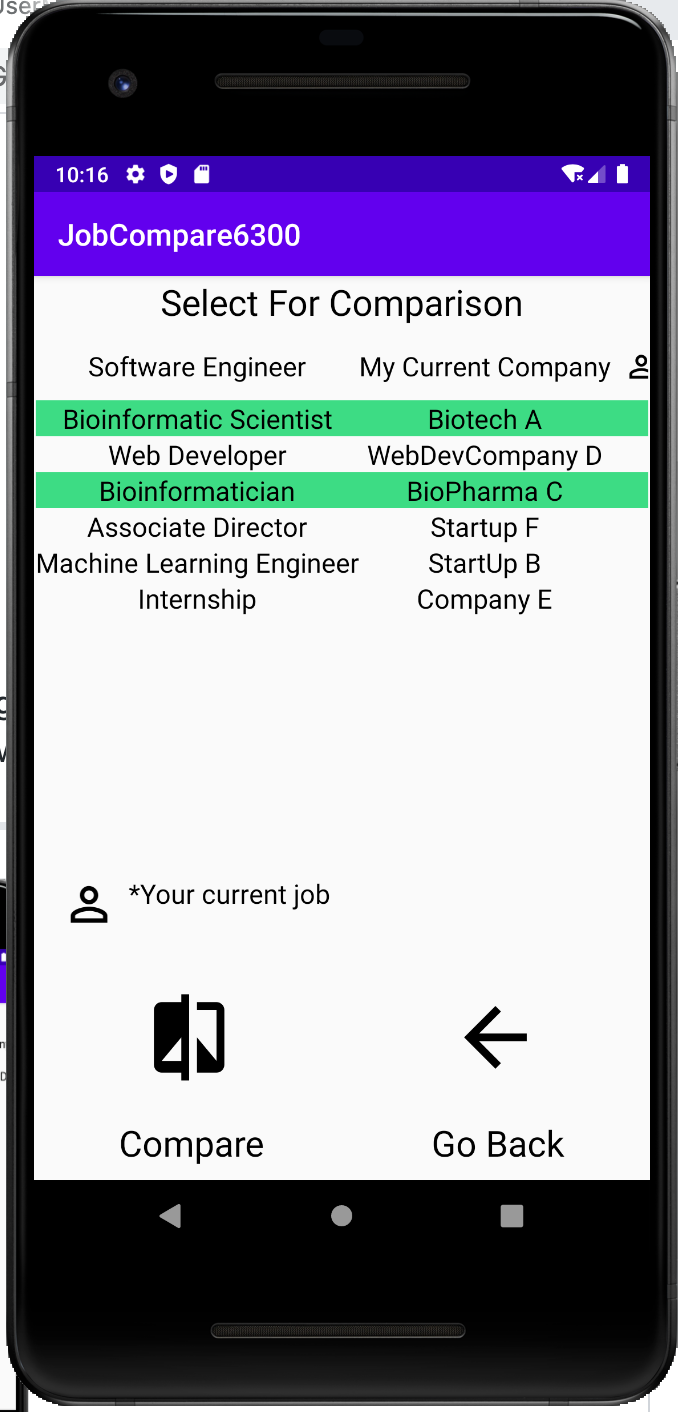 10:16
JobCompare6300
Select For Comparison
Software Engineer My Current Company
Bioinformatic Scientist Biotech A
Web Developer WebDevCompany D
Bioinformatician BioPharma C
Associate Director Startup F
Machine Learning Engineer StartUp B
Internship Company E
*Your current job
Compare Go Back